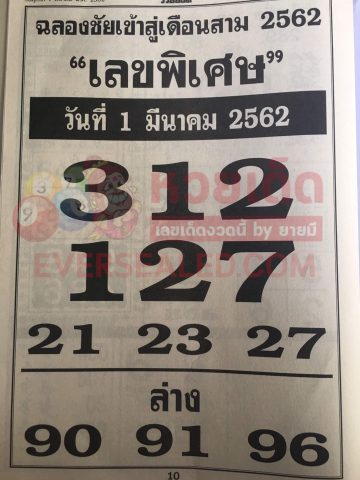 ฉลองชัยเข้าสู่เดือนสาม 2562
“เลขพิเศษ”
วันที่ 1 มีนาคม 2562
312
หวยเด็ด
เลขเด็ดงวดนี้ by ยายมี
127
EVERSEALED.COM
21 23 27
ล่าง
90 91 96
10